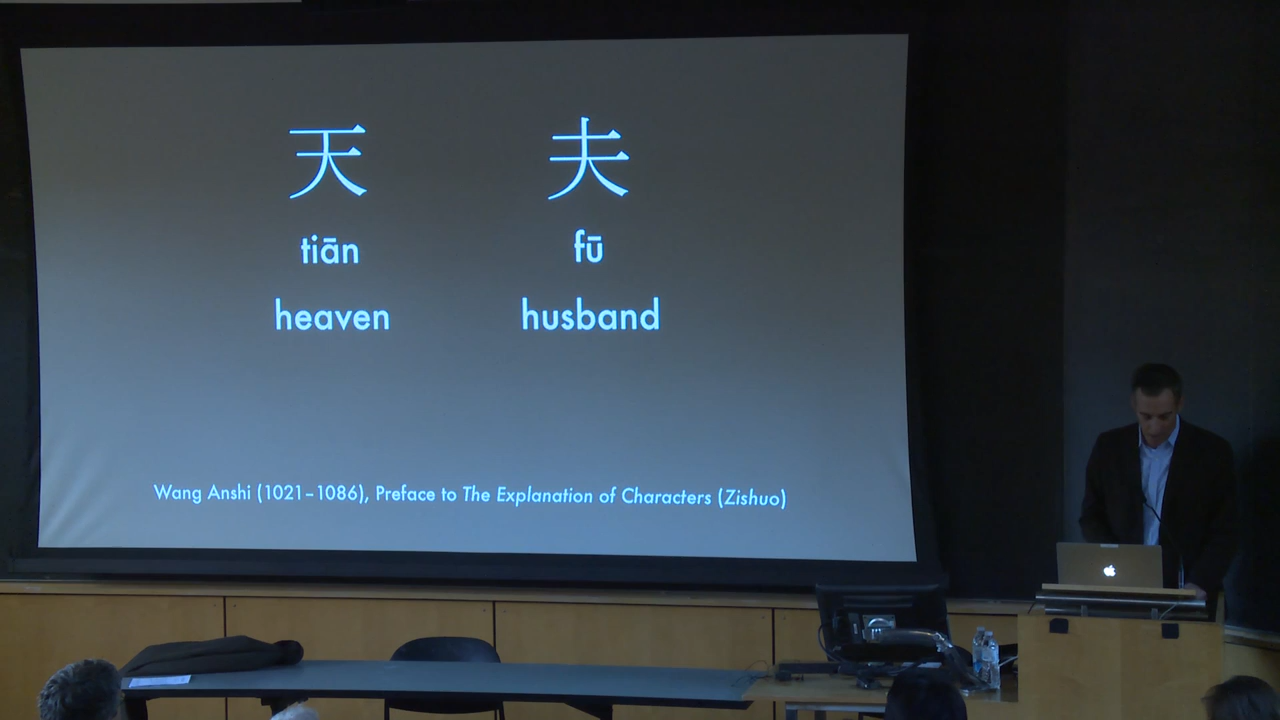 天 夫
tiān fū
heaven husband
Wang Anshi (1021–1086), Preface to The Explanation of Characters (Zishuo)